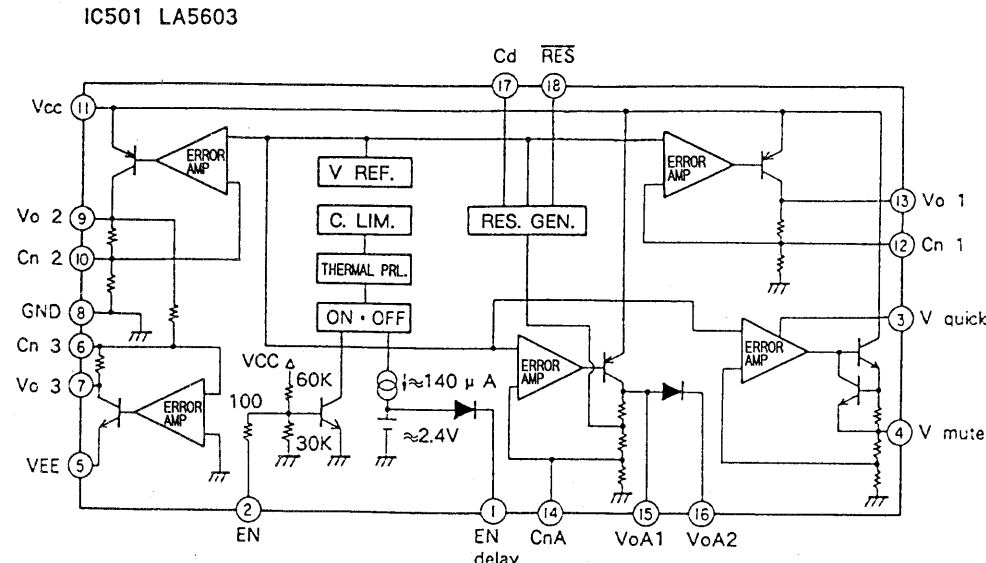 IC501 LA5603
Cd RES
17 18
Vcc 11
ERROR AMP
V REF.
ERROR AMP
Vo 2 9
C. LIM.
RES. GEN.
13 Vo 1
Cn 2 10
THERMAL PRL.
12 Cn 1
GND 8
ON · OFF
3 V quick
Cn 3 6
Vo 3 7
ERROR AMP
VCC
60K
100
30K
i≈140 μA
≈2.4V
ERROR AMP
ERROR AMP
4 V mute
VEE 5
2 1 14 15 16
EN
EN delay
CnA
VoA1
VoA2